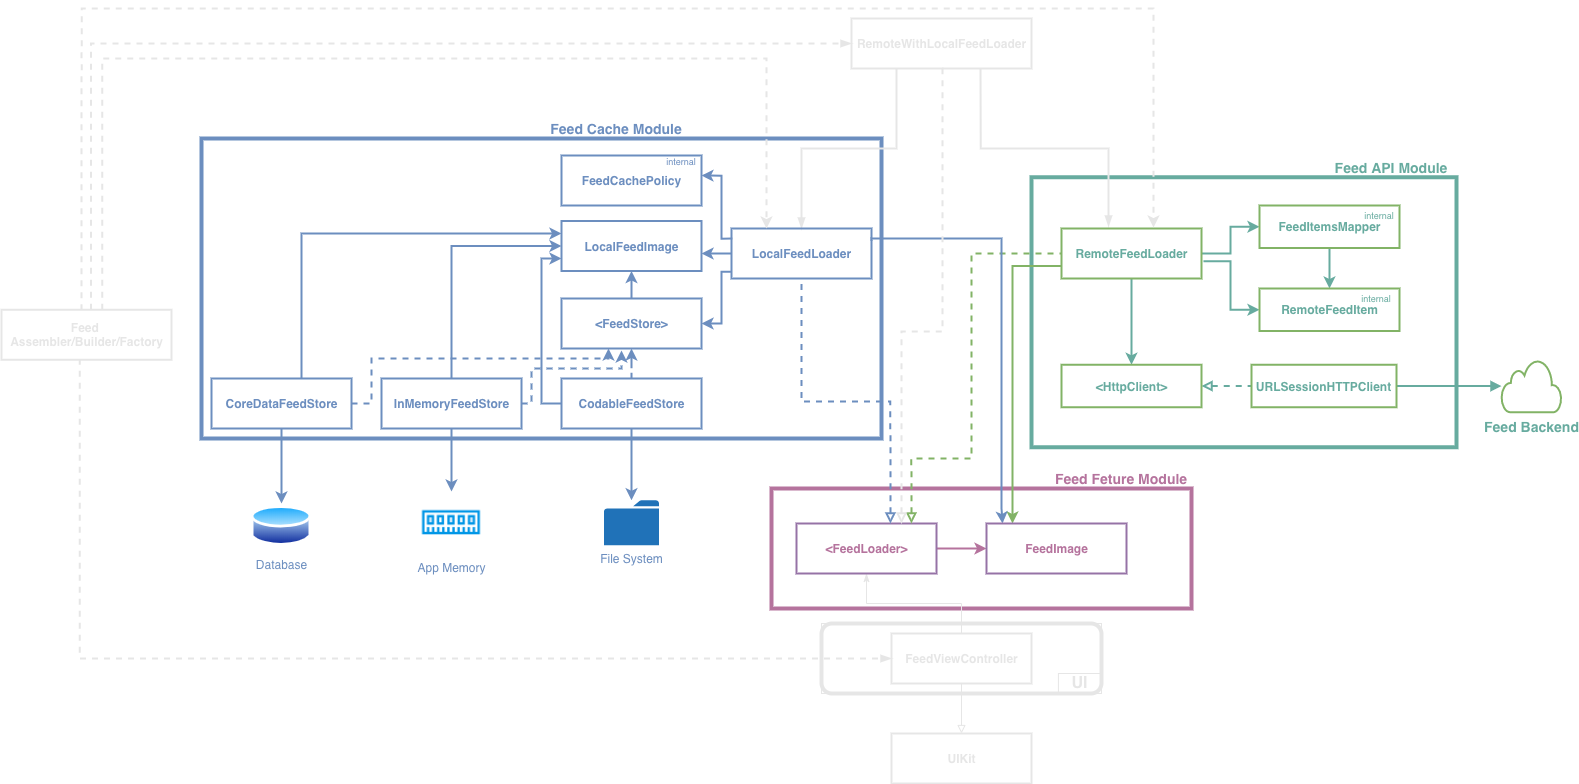 RemoteWithLocalFeedLoader
Feed Cache Module
internal
FeedCachePolicy
Feed API Module
LocalFeedImage
LocalFeedLoader
RemoteFeedLoader
internal
FeedItemsMapper
<FeedStore>
internal
RemoteFeedItem
Feed
Assembler/Builder/Factory
CoreDataFeedStore
InMemoryFeedStore
CodableFeedStore
<HttpClient>
URLSessionHTTPClient
Feed Backend
Feed Feture Module
Database
App Memory
File System
<FeedLoader>
FeedImage
FeedViewController
UI
UIKit